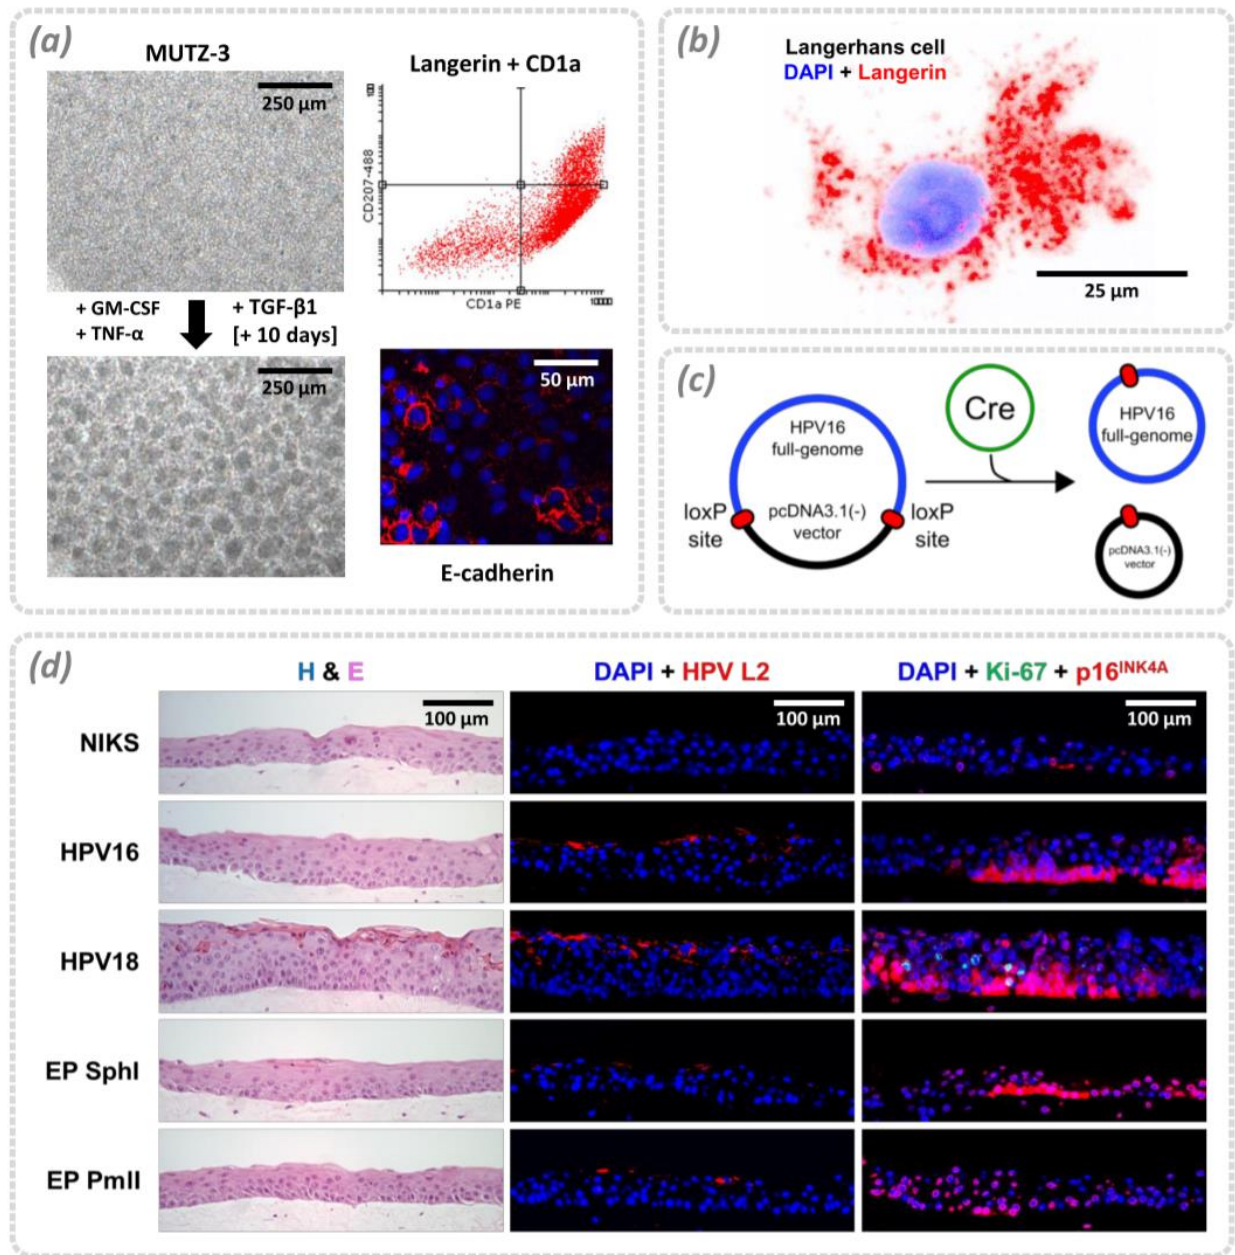 (a)
MUTZ-3
250 µm
+ GM-CSF
+ TNF-α
+ TGF-β1
[+ 10 days]
250 µm
Langerin + CD1a
CD207-488
CD1a PE
50 µm
E-cadherin
(b)
Langerhans cell
DAPI + Langerin
25 µm
(c)
HPV16
full-genome
loxP
site
pcDNA3.1(-)
vector
loxP
site
Cre
HPV16
full-genome
pcDNA3.1(-)
vector
(d)
H & E
DAPI + HPV L2
DAPI + Ki-67 + p16INK4A
100 µm
100 µm
100 µm
NIKS
HPV16
HPV18
EP SphI
EP PmlI